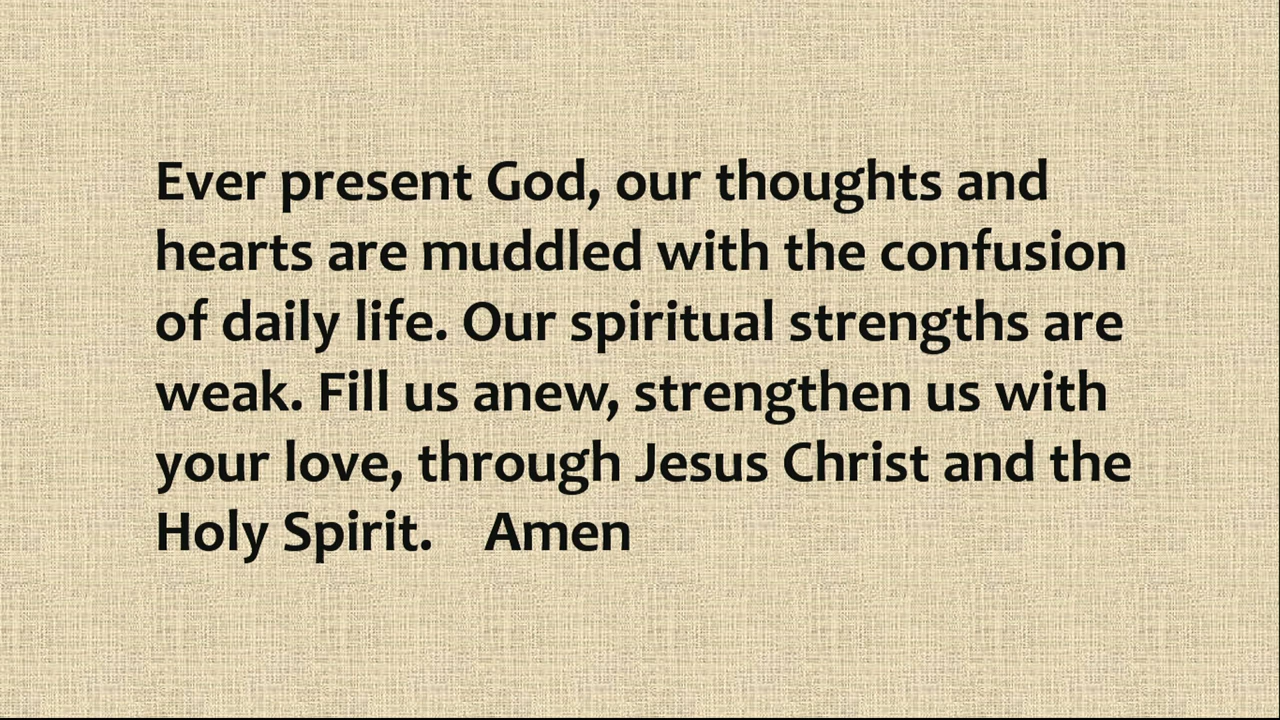 Ever present God, our thoughts and
hearts are muddled with the confusion
of daily life. Our spiritual strengths are
weak. Fill us anew, strengthen us with
your love, through Jesus Christ and the
Holy Spirit. Amen